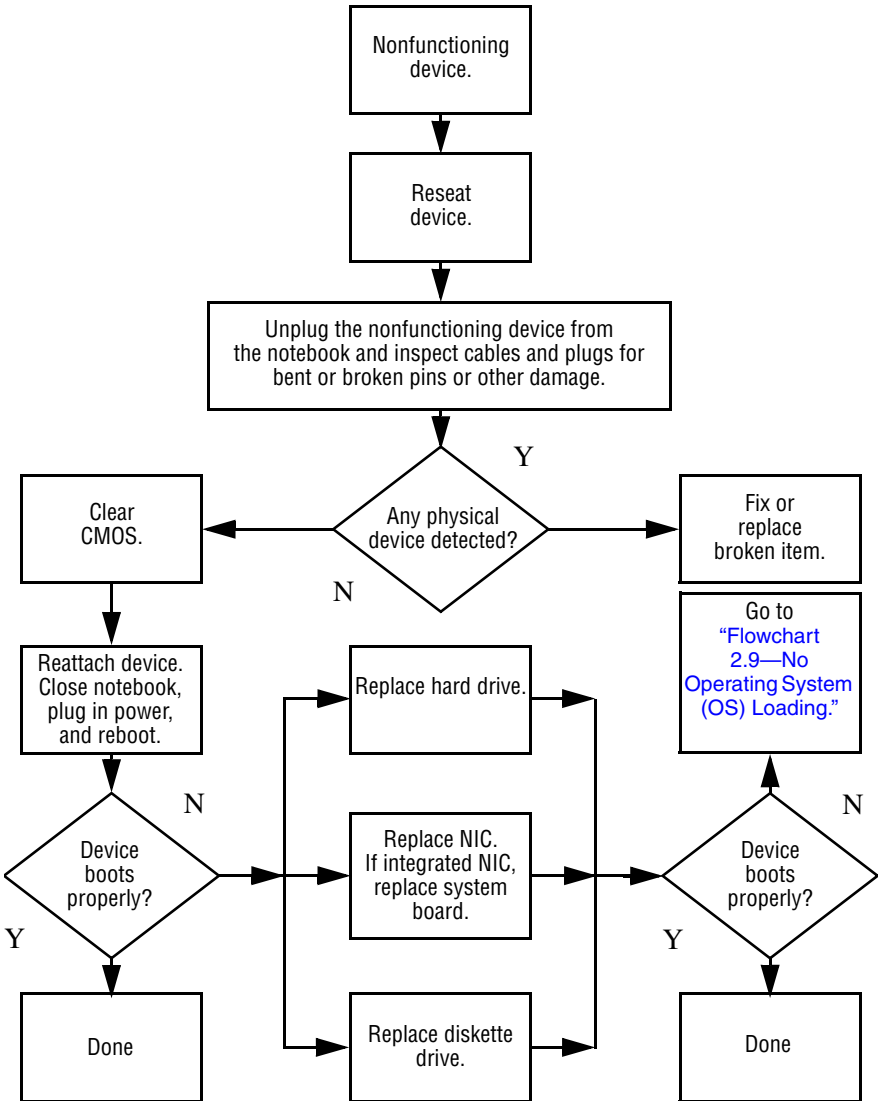 Nonfunctioning
device.
Reseat
device.
Unplug the nonfunctioning device from
the notebook and inspect cables and plugs for
bent or broken pins or other damage.
Y
Any physical
device detected?
N
Clear
CMOS.
Fix or
replace
broken item.
Go to
“Flowchart
2.9—No
Operating System
(OS) Loading.”
Reattach device.
Close notebook,
plug in power,
and reboot.
Replace hard drive.
N
Device
boots
properly?
Y
Replace NIC.
If integrated NIC,
replace system
board.
N
Device
boots
properly?
Y
Done
Replace diskette
drive.
Done